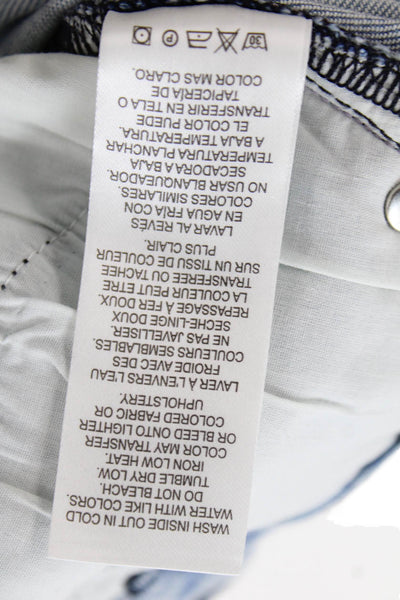 WASH INSIDE OUT IN COLD
WATER WITH LIKE COLORS.
DO NOT BLEACH.
TUMBLE DRY LOW.
IRON LOW HEAT.
COLOR MAY TRANSFER
OR BLEED ONTO LIGHTER
COLORED FABRIC OR
UPHOLSTERY.
LAVER À L'ENVERS L'EAU
FROIDE AVEC DES
COULEURS SEMBLABLES.
NE PAS JAVELLISER.
SECHE-LINGE DOUX
REPASSAGE À FER DOUX.
LA COULEUR PEUT ETRE
TRANSFEREE OU TACHEE
SUR UN TISSU DE COULEUR
PLUS CLAIR.
LAVAR AL REVÉS
EN AGUA FRÍA CON
COLORES SIMILARES.
NO USAR BLANQUEADOR.
SECADORA A BAJA
TEMPERATURA PLANCHAR
A BAJA TEMPERATURA.
EL COLOR PUEDE
TRANSFERIR EN TELA O
TAPICERÍA DE
COLOR MAS CLARO.
30 P